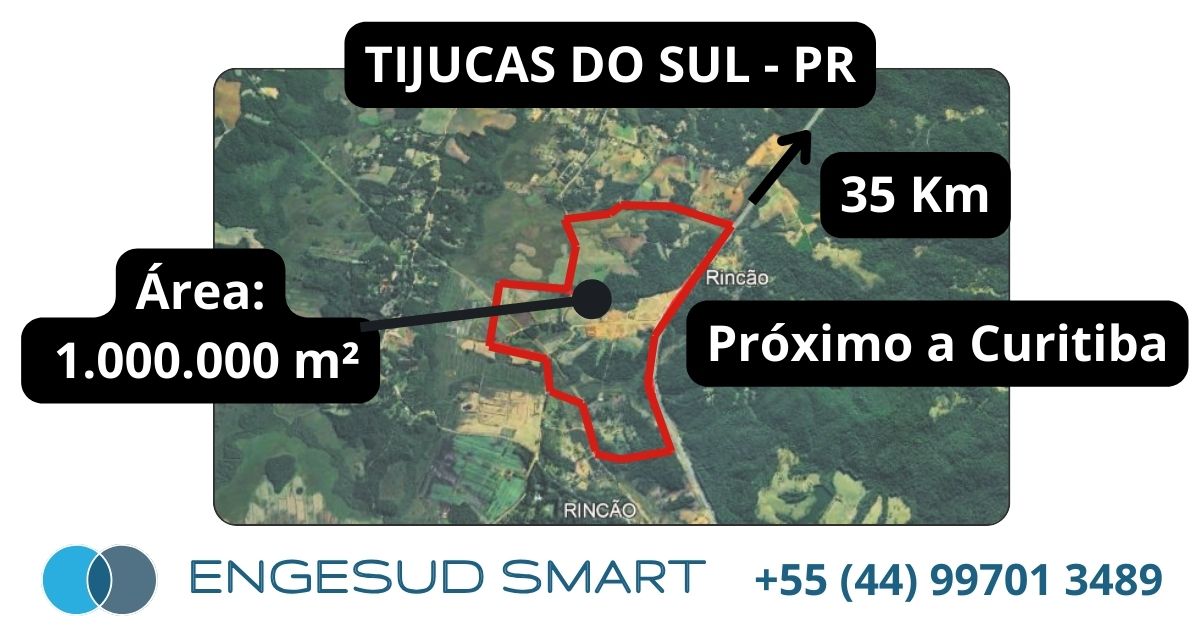 TIJUCAS DO SUL - PR
35 Km
Rincão
Área:
1.000.000 m²
Próximo a Curitiba
RINCÃO
ENGESUD SMART
+55 (44) 99701 3489